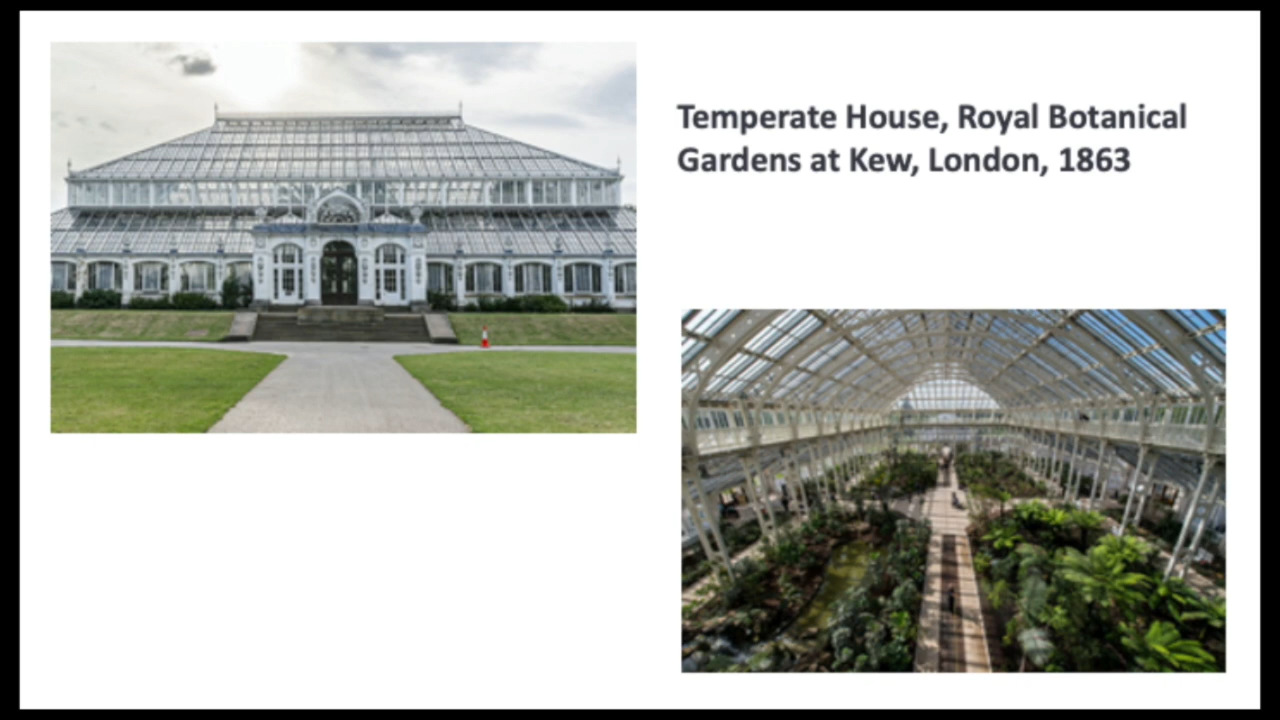 Temperate House, Royal Botanical
Gardens at Kew, London, 1863